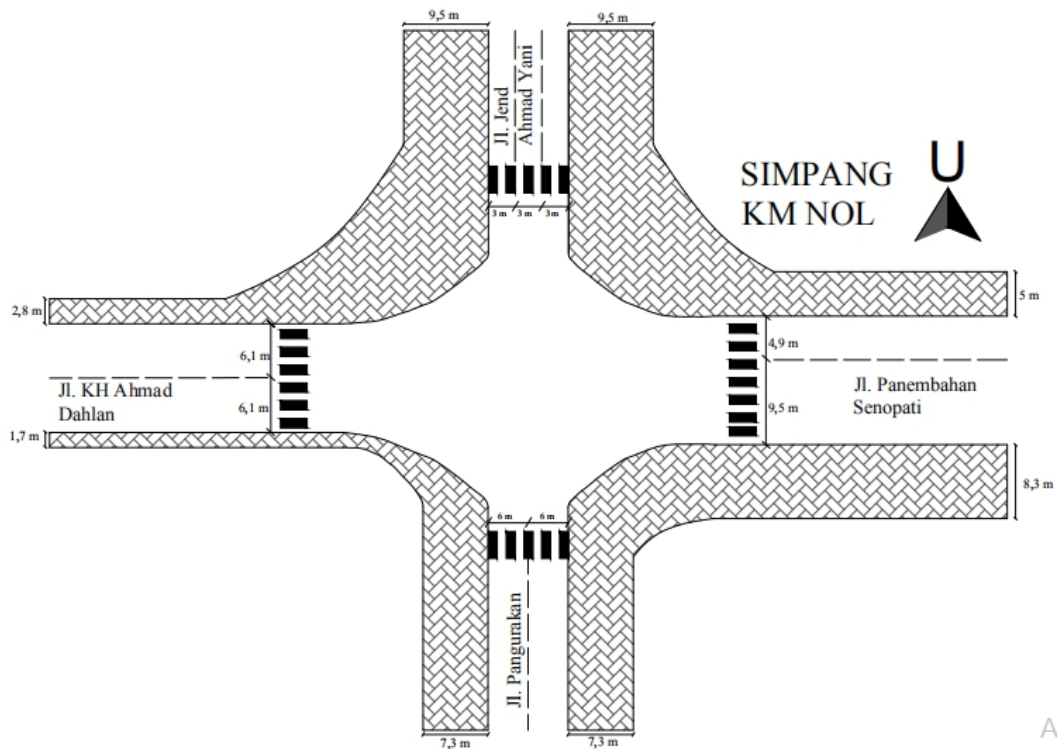 9,5 m
9,5 m
Jl. Jend
Ahmad Yani
SIMPANG
KM NOL
U
3 m
3 m
3 m
2,8 m
5 m
6,1 m
4,9 m
Jl. KH Ahmad
Dahlan
Jl. Panembahan
Senopati
6,1 m
9,5 m
1,7 m
8,3 m
6 m
6 m
Jl. Pangurakan
7,3 m
7,3 m
A